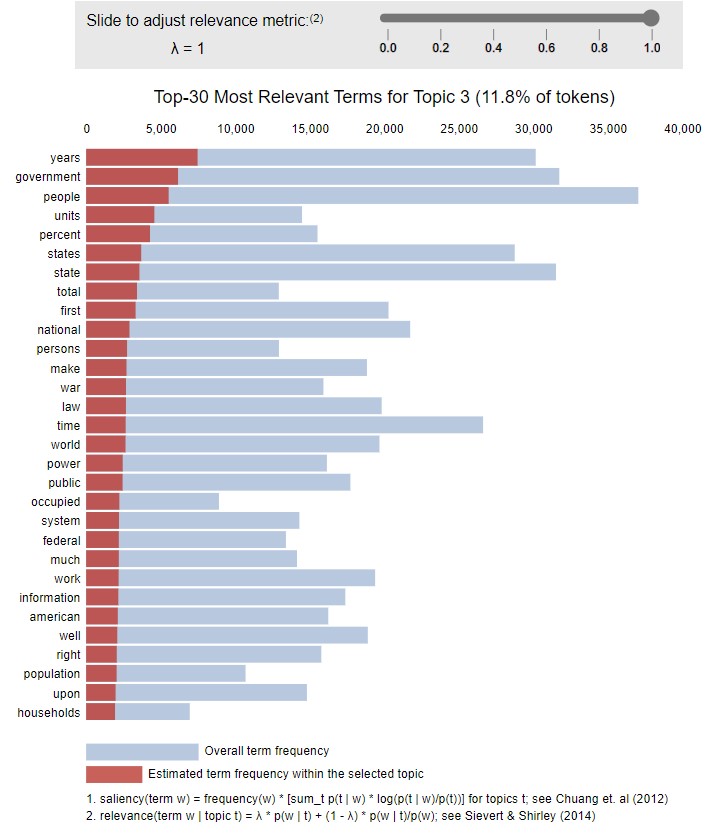 Slide to adjust relevance metric:(2)
λ = 1
0.0 0.2 0.4 0.6 0.8 1.0
Top-30 Most Relevant Terms for Topic 3 (11.8% of tokens)
0 5,000 10,000 15,000 20,000 25,000 30,000 35,000 40,000
years
government
people
units
percent
states
state
total
first
national
persons
make
war
law
time
world
power
public
occupied
system
federal
much
work
information
american
well
right
population
upon
households
Overall term frequency
Estimated term frequency within the selected topic
1. saliency(term w) = frequency(w) * [sum_t p(t | w) * log(p(t | w)/p(t))] for topics t; see Chuang et. al (2012)
2. relevance(term w | topic t) = λ * p(w | t) + (1 - λ) * p(w | t)/p(w); see Sievert & Shirley (2014)